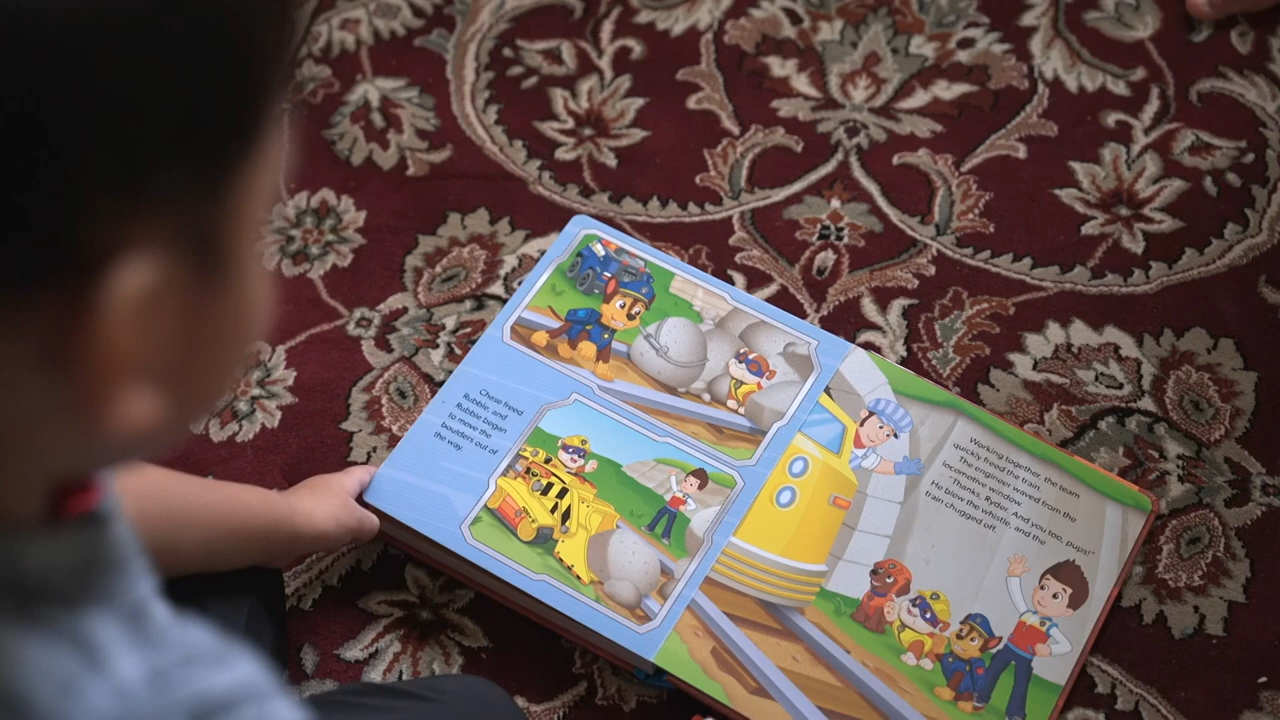 Chase freed
Rubble, and
Rubble began
to move the
boulders out of
the way.
Working together, the team
quickly freed the train.
The engineer waved from the
locomotive window.
"Thanks, Ryder. And you too, pups!"
He blew the whistle, and the
train chugged off.